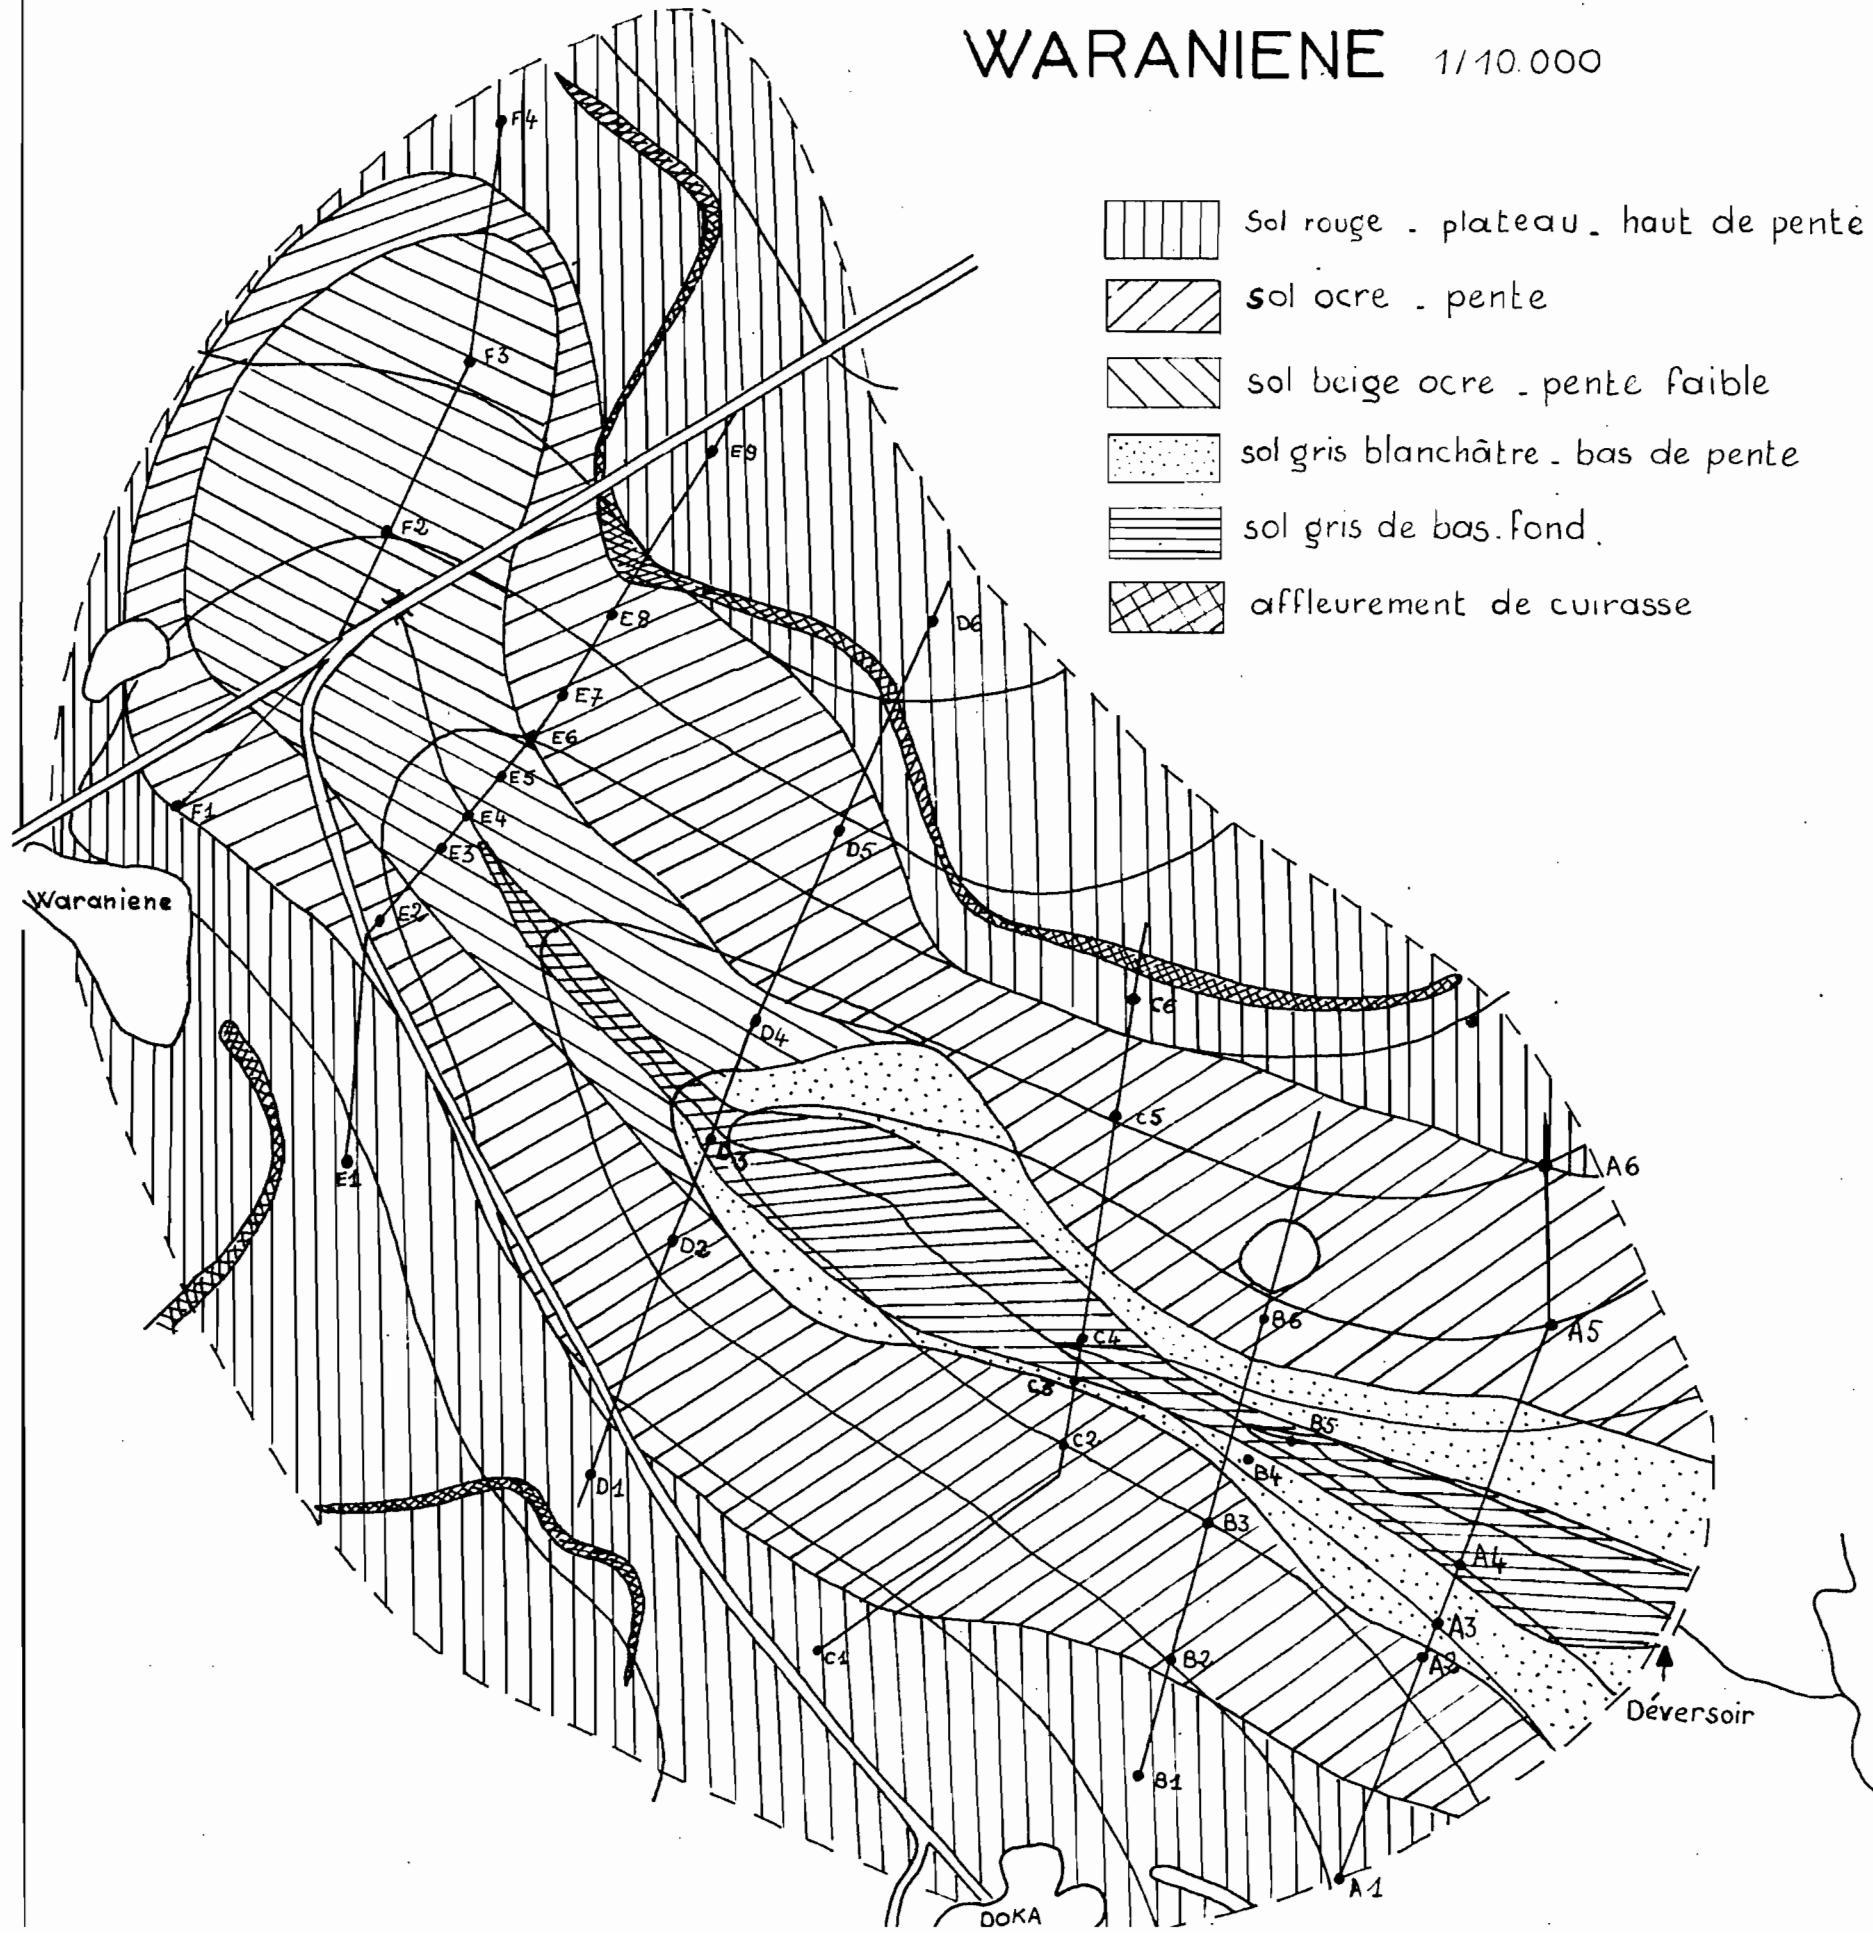 WARANIENE 1/10.000
Sol rouge - plateau - haut de pente
sol ocre - pente
sol beige ocre - pente faible
sol gris blanchâtre - bas de pente
sol gris de bas.fond.
affleurement de cuirasse
F4
F3
E9
F2
E8
D6
E7
E6
E5
F1
E4
E3
D5
Waraniene
E2
C6
D4
C5
D3
A6
E1
D2
B6
A5
C4
C3
B5
C2
B4
D1
B3
A4
A3
C1
B2
A2
Déversoir
B1
A1
DOKA